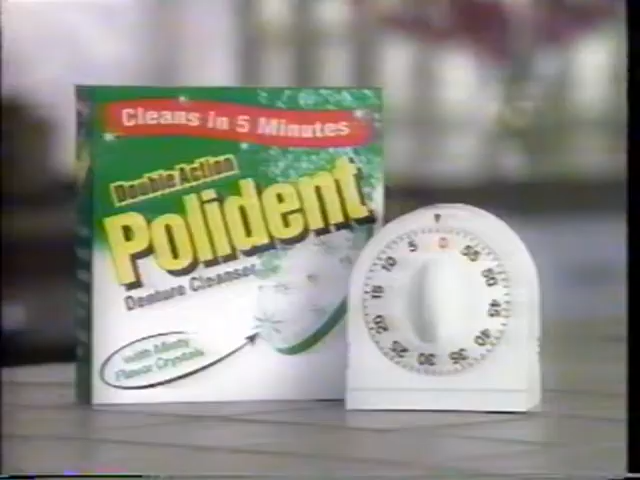 Cleans in 5 Minutes
Double Action
Polident
Denture Cleanser
with Minty
Flavor Crystals
0
55
50
45
40
35
30
25
20
15
10
5